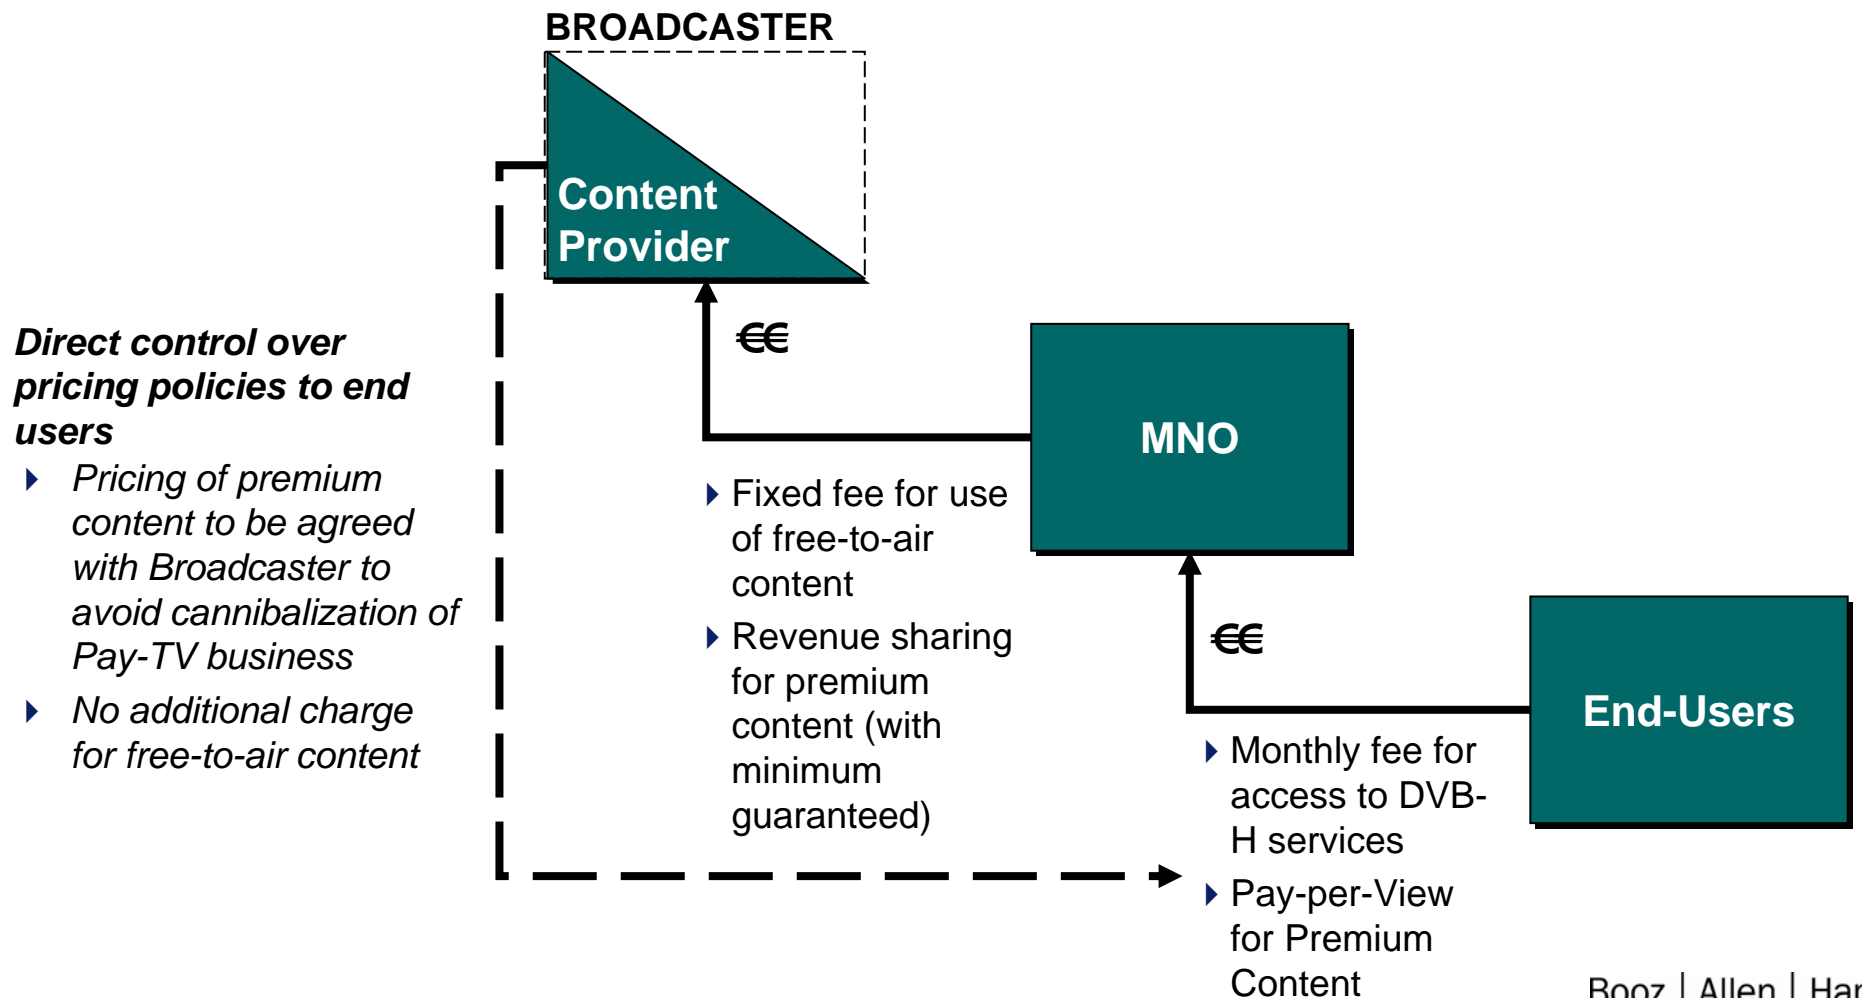 BROADCASTER
Content
Provider
€€
Direct control over
pricing policies to end
users
Pricing of premium
content to be agreed
with Broadcaster to
avoid cannibalization of
Pay-TV business
No additional charge
for free-to-air content
MNO
Fixed fee for use
of free-to-air
content
Revenue sharing
for premium
content (with
minimum
guaranteed)
€€
End-Users
Monthly fee for
access to DVB-
H services
Pay-per-View
for Premium
Content
Booz | Allen |